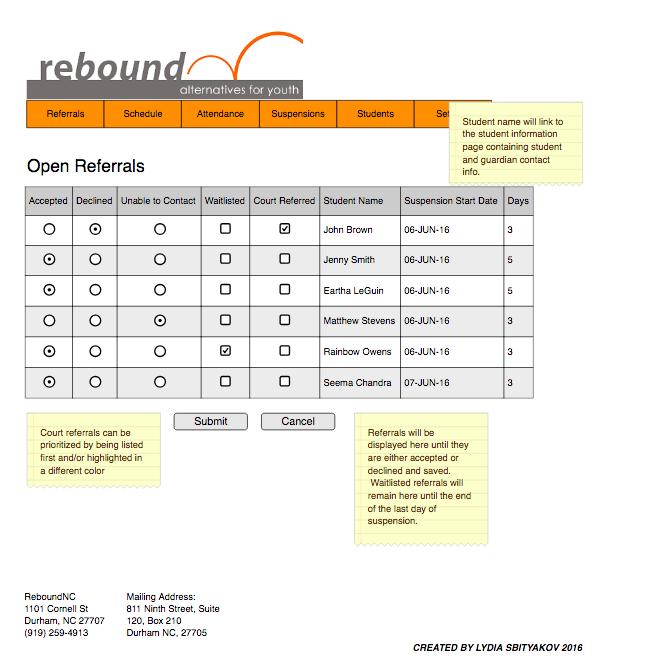 rebound
alternatives for youth
Referrals Schedule Attendance Suspensions Students
Student name will link to
the student information
page containing student
and guardian contact
info.
Open Referrals
Accepted Declined Unable to Contact Waitlisted Court Referred Student Name Suspension Start Date Days
John Brown 06-JUN-16 3
Jenny Smith 06-JUN-16 5
Eartha LeGuin 06-JUN-16 5
Matthew Stevens 06-JUN-16 3
Rainbow Owens 06-JUN-16 3
Seema Chandra 07-JUN-16 3
Submit Cancel
Court referrals can be
prioritized by being listed
first and/or highlighted in
a different color
Referrals will be
displayed here until they
are either accepted or
declined and saved.
Waitlisted referrals will
remain here until the end
of the last day of
suspension.
ReboundNC
1101 Cornell St
Durham, NC 27707
(919) 259-4913
Mailing Address:
811 Ninth Street, Suite
120, Box 210
Durham NC, 27705
CREATED BY LYDIA SBITYAKOV 2016